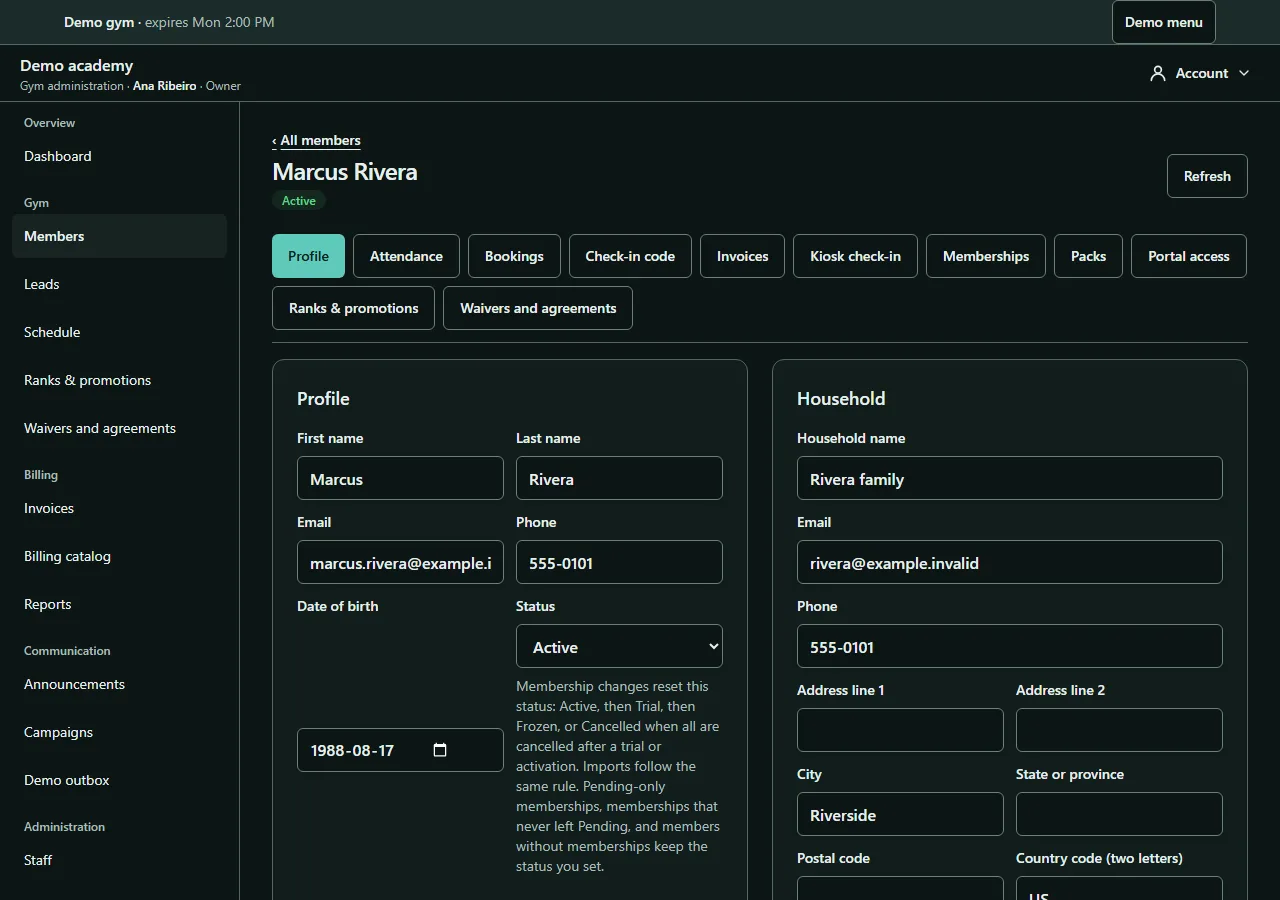 Demo gym · expires Mon 2:00 PM
Demo menu
Demo academy
Gym administration · Ana Ribeiro · Owner
Account
Overview
Dashboard
Gym
Members
Leads
Schedule
Ranks & promotions
Waivers and agreements
Billing
Invoices
Billing catalog
Reports
Communication
Announcements
Campaigns
Demo outbox
Administration
Staff
‹ All members
Marcus Rivera
Active
Refresh
Profile
Attendance
Bookings
Check-in code
Invoices
Kiosk check-in
Memberships
Packs
Portal access
Ranks & promotions
Waivers and agreements
Profile
First name
Last name
Marcus
Rivera
Email
Phone
marcus.rivera@example.i
555-0101
Date of birth
Status
Active
1988-08-17
Membership changes reset this
status: Active, then Trial, then
Frozen, or Cancelled when all are
cancelled after a trial or
activation. Imports follow the
same rule. Pending-only
memberships, memberships that
never left Pending, and members
without memberships keep the
status you set.
Household
Household name
Rivera family
Email
rivera@example.invalid
Phone
555-0101
Address line 1
Address line 2
City
State or province
Riverside
Postal code
Country code (two letters)
US